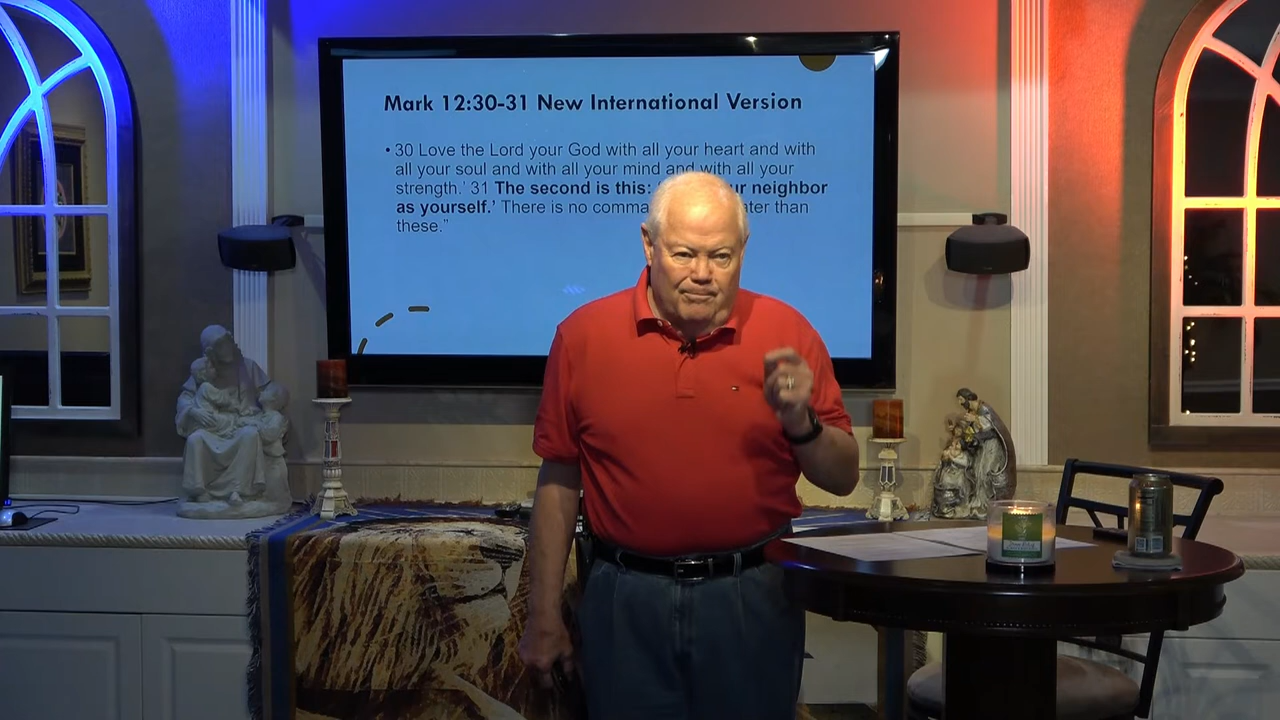 Mark 12:30-31 New International Version
• 30 Love the Lord your God with all your heart and with
all your soul and with all your mind and with all your
strength.' 31 The second is this: neighbor
as yourself.' There is no than
these."